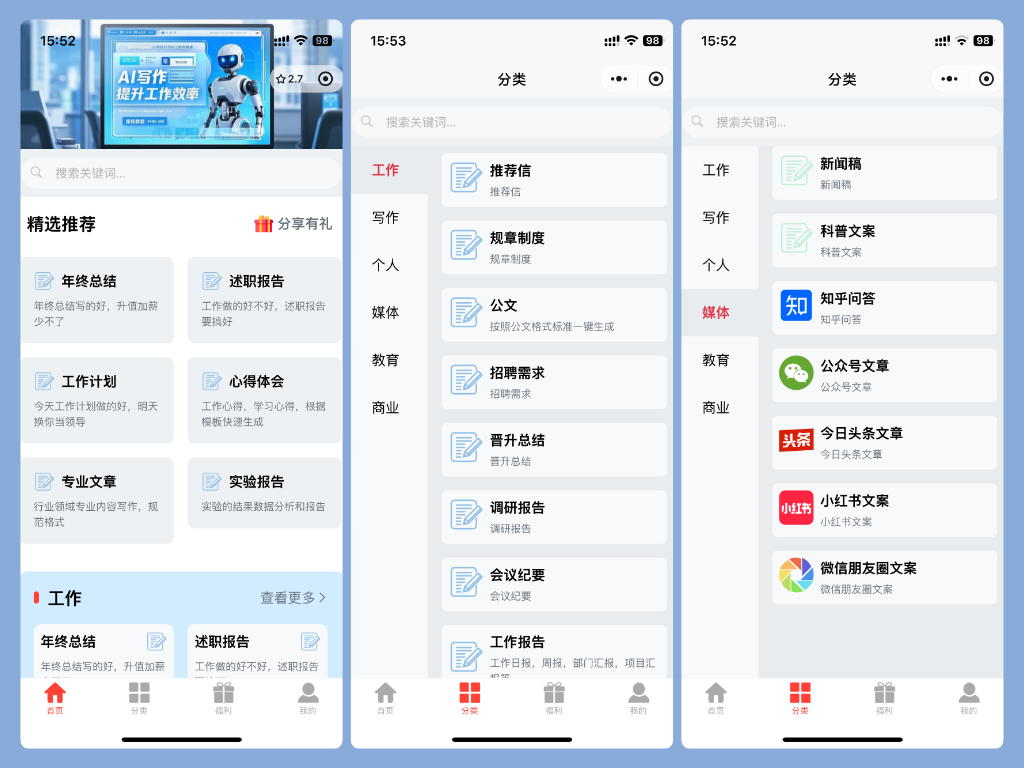 15:52
98
AI写作
提升工作效率
2.7
搜索关键词...
精选推荐
分享有礼
年终总结
年终总结写的好，升值加薪
少不了
述职报告
工作做的好不好，述职报告
要搞好
工作计划
今天工作计划做的好，明天
换你当领导
心得体会
工作心得，学习心得，根据
模板快速生成
专业文章
行业领域专业内容写作，规
范格式
实验报告
实验的结果数据分析和报告
工作
查看更多
年终总结
年终总结写的好，升值加薪
述职报告
工作做的好不好，述职报告
首页
分类
福利
我的
15:53
98
分类
搜索关键词...
工作
写作
个人
媒体
教育
商业
推荐信
推荐信
规章制度
规章制度
公文
按照公文格式标准一键生成
招聘需求
招聘需求
晋升总结
晋升总结
调研报告
调研报告
会议纪要
会议纪要
工作报告
工作日报，周报，部门汇报，项目汇
报等
首页
分类
福利
我的
15:52
98
分类
搜索关键词...
工作
写作
个人
媒体
教育
商业
新闻稿
新闻稿
科普文案
科普文案
知
知乎问答
知乎问答
公众号文章
公众号文章
头条
今日头条文章
今日头条文章
小红书
小红书文案
小红书文案
微信朋友圈文案
微信朋友圈文案
首页
分类
福利
我的